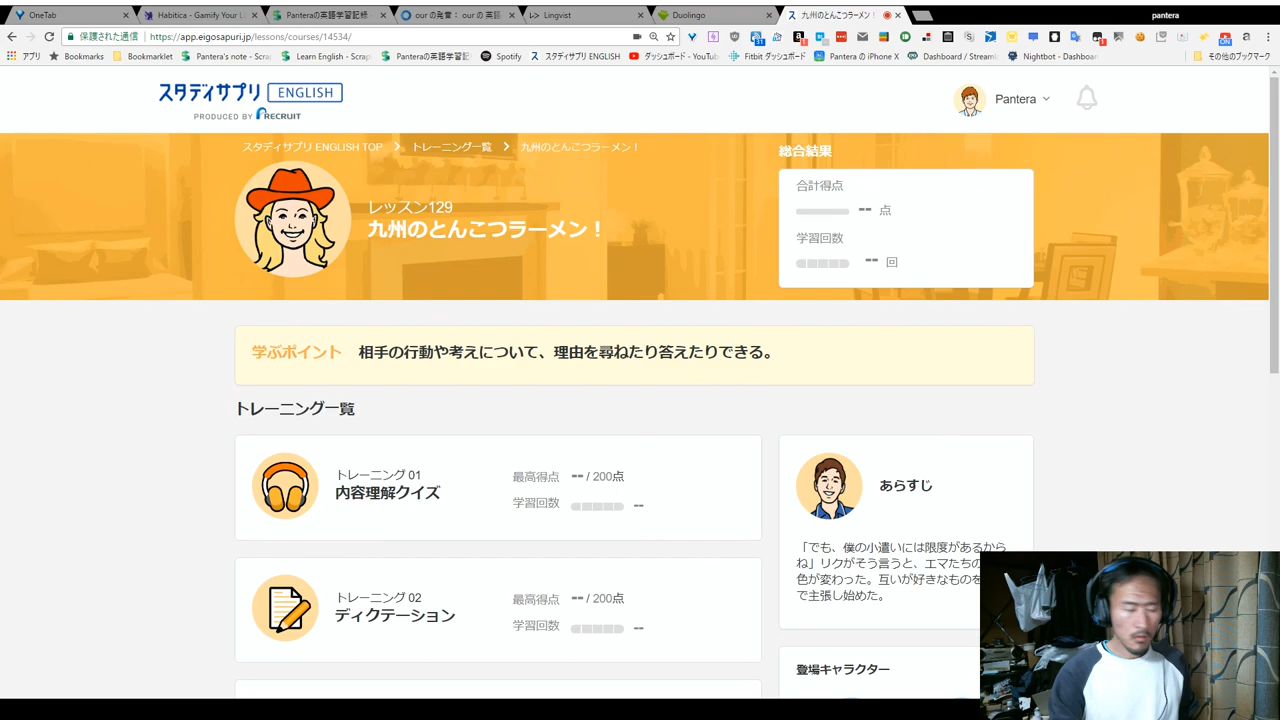 OneTab
Habitica - Gamify Your Li
Panteraの英語学習記録 -
our の発音： our の 英語
Lingvist
Duolingo
九州のとんこつラーメン！
pantera
保護された通信
https://app.eigosapuri.jp/lessons/courses/14534/
アプリ
Bookmarks
Bookmarklet
Pantera's note - Scrap
Learn English - Scrap
Panteraの英語学習記
Spotify
スタディサプリ ENGLISH
ダッシュボード - YouTub
Fitbit ダッシュボード
Pantera の iPhone X
Dashboard / Streaml
Nightbot - Dashboar
その他のブックマーク
スタディサプリ ENGLISH
PRODUCED BY RECRUIT
Pantera
スタディサプリ ENGLISH TOP
トレーニング一覧
九州のとんこつラーメン！
レッスン129
九州のとんこつラーメン！
総合結果
合計得点
-- 点
学習回数
-- 回
学ぶポイント 相手の行動や考えについて、理由を尋ねたり答えたりできる。
トレーニング一覧
トレーニング 01
内容理解クイズ
最高得点 -- / 200点
学習回数 --
トレーニング 02
ディクテーション
最高得点 -- / 200点
学習回数 --
あらすじ
「でも、僕の小遣いには限度があるから
ね」リクがそう言うと、エマたちの
色が変わった。互いが好きなものを
で主張し始めた。
登場キャラクター